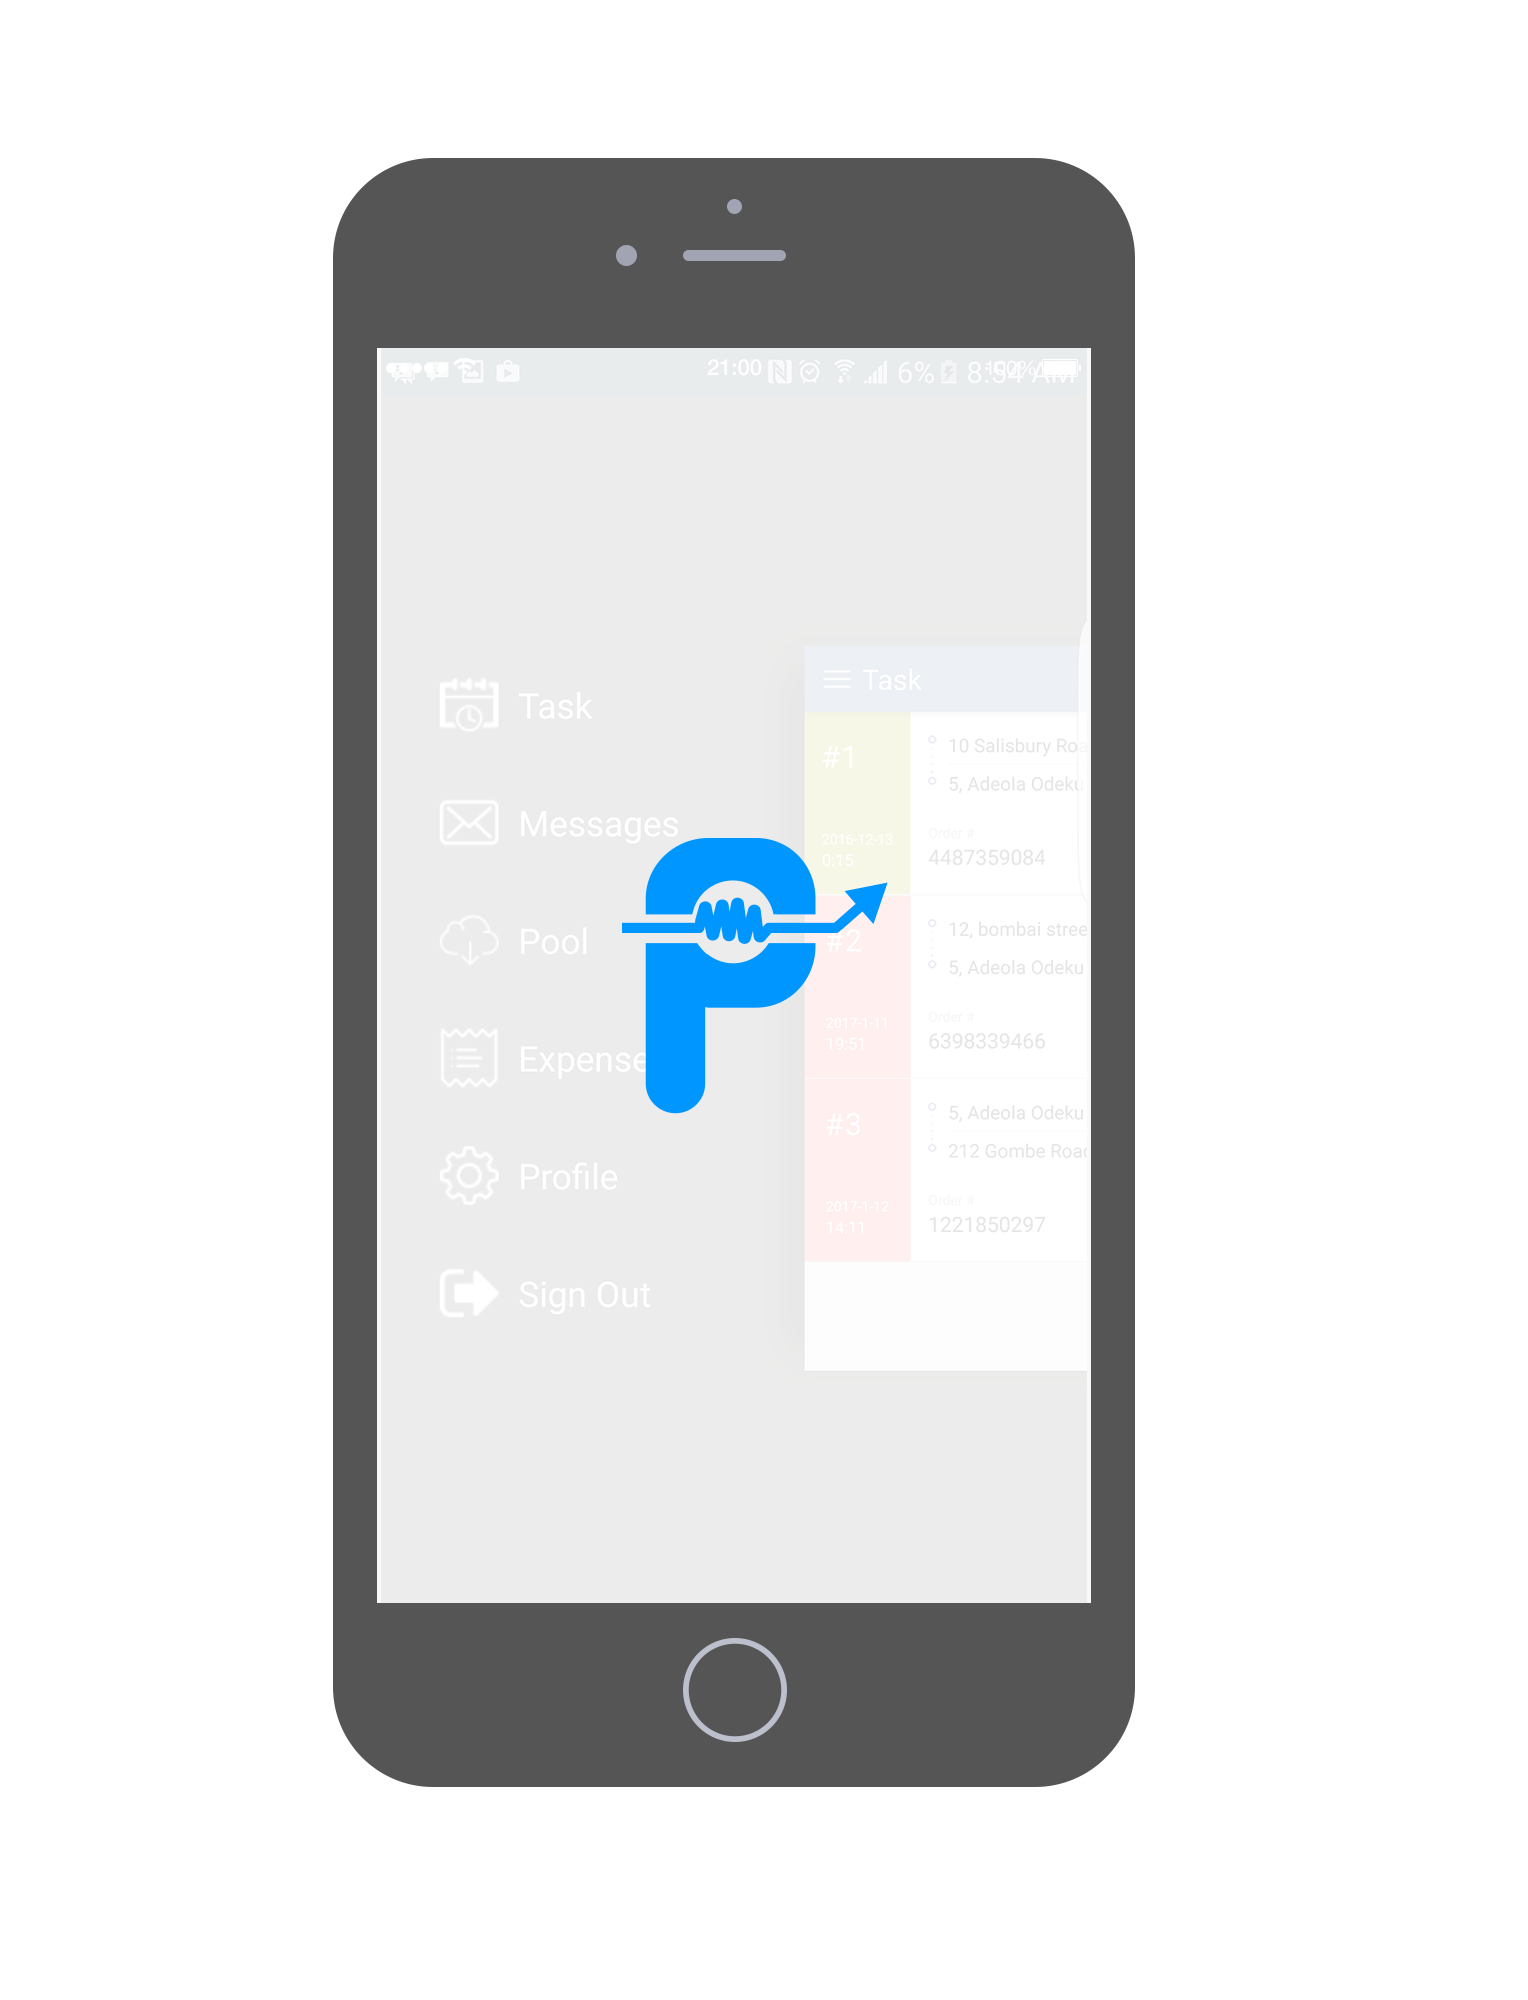 21:00 6% 8:54 AM 100%
Task
Messages
Pool
Expense
Profile
Sign Out
Task
#1
2016-12-13
0:15
10 Salisbury Roa
5, Adeola Odeku
Order #
4487359084
#2
2017-1-11
19:51
12, bombai stree
5, Adeola Odeku
Order #
6398339466
#3
2017-1-12
14:11
5, Adeola Odeku
212 Gombe Road
Order #
1221850297